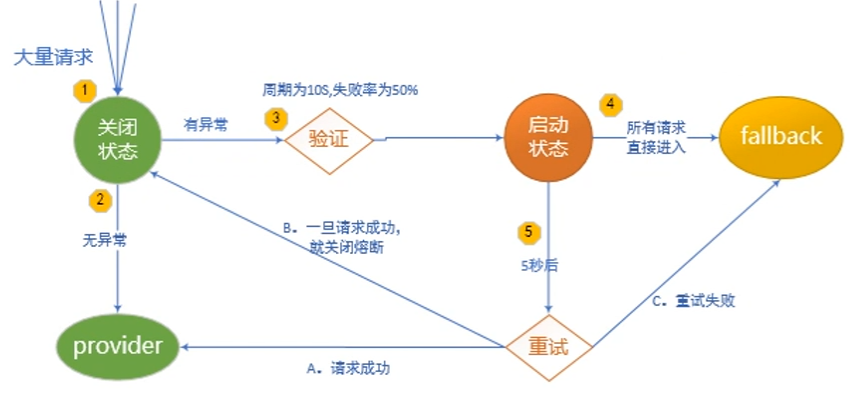 大量请求
1
关闭
状态
有异常
周期为10S,失败率为50%
3
验证
启动
状态
4
所有请求
直接进入
fallback
2
无异常
B. 一旦请求成功，
就关闭熔断
5
5秒后
C. 重试失败
provider
重试
A. 请求成功